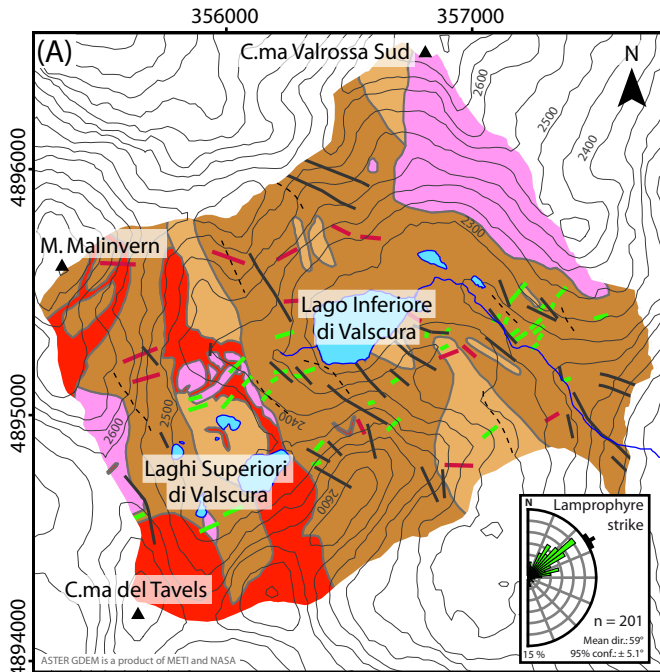 356000
357000
(A)
C.ma Valrossa Sud
N
2600
2500
2400
4896000
2300
M. Malinvern
Lago Inferiore
di Valscura
4895000
2500
2400
2600
Laghi Superiori
di Valscura
2600
N
Lamprophyre
strike
C.ma del Tavels
n = 201
Mean dir.: 59°
95% conf.: ± 5.1°
15 %
4894000
ASTER GDEM is a product of METI and NASA